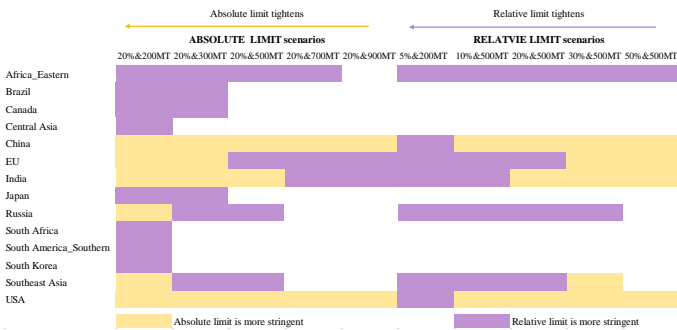 Absolute limit tightens Relative limit tightens
ABSOLUTE LIMIT scenarios RELATVIE LIMIT scenarios
20%&200MT 20%&300MT 20%&500MT 20%&700MT 20%&900MT 5%&200MT 10%&500MT 20%&500MT 30%&500MT 50%&500MT
Africa_Eastern
Brazil
Canada
Central Asia
China
EU
India
Japan
Russia
South Africa
South America_Southern
South Korea
Southeast Asia
USA
Absolute limit is more stringent Relative limit is more stringent